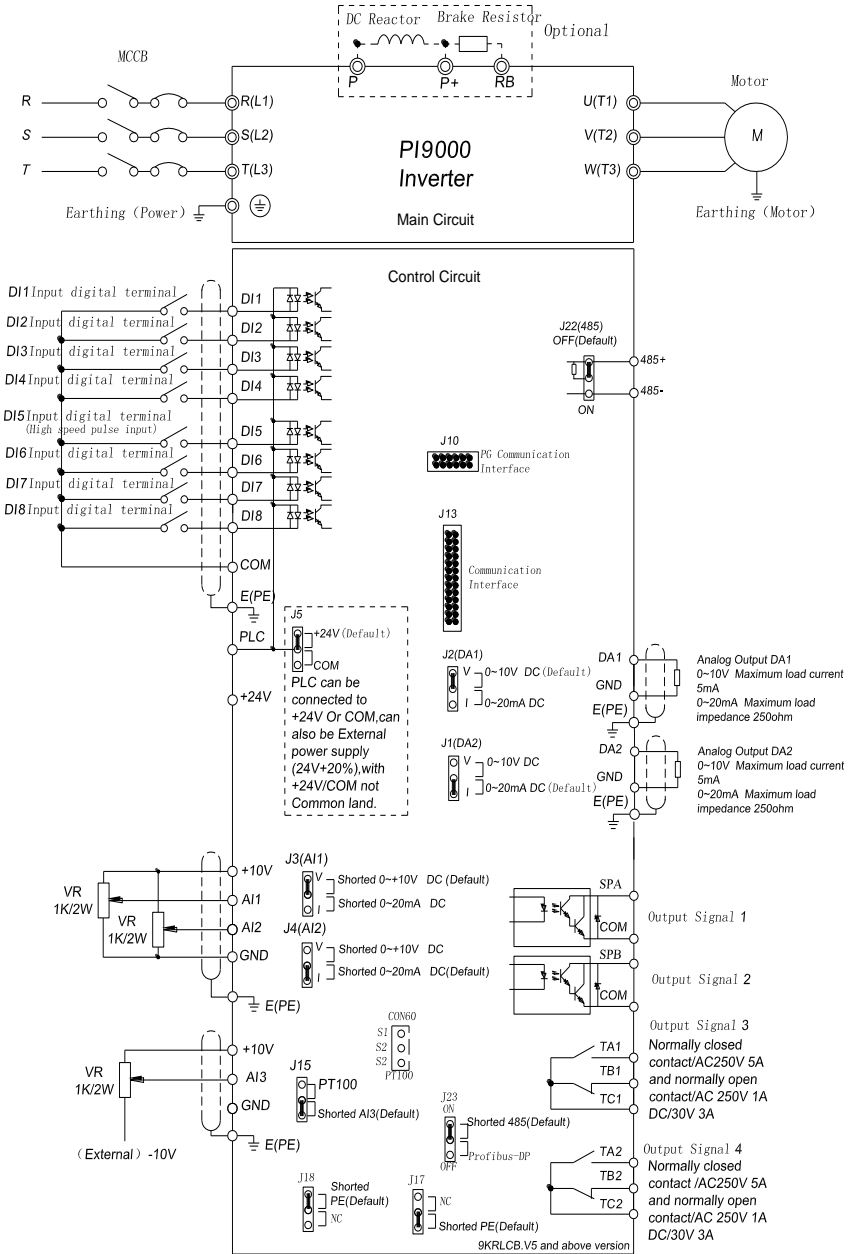 DC Reactor Brake Resistor
Optional
P P+ RB
MCCB
Motor
R R(L1) U(T1)
S S(L2) V(T2) M
T T(L3) W(T3)
PI9000
Inverter
Earthing (Power)
Earthing (Motor)
Main Circuit
Control Circuit
DI1 Input digital terminal DI1
DI2 Input digital terminal DI2
DI3 Input digital terminal DI3
DI4 Input digital terminal DI4
DI5 Input digital terminal
(High speed pulse input) DI5
DI6 Input digital terminal DI6
DI7 Input digital terminal DI7
DI8 Input digital terminal DI8
COM
E(PE)
PLC
+24V
J22(485)
OFF(Default)
485+
485-
ON
J10
PG Communication
Interface
J13
Communication
Interface
J5
+24V(Default)
COM
PLC can be
connected to
+24V Or COM,can
also be External
power supply
(24V+20%),with
+24V/COM not
Common land.
J2(DA1)
V 0~10V DC(Default)
I 0~20mA DC
J1(DA2)
V 0~10V DC
I 0~20mA DC(Default)
DA1
GND
E(PE)
Analog Output DA1
0~10V Maximum load current
5mA
0~20mA Maximum load
impedance 250ohm
DA2
GND
E(PE)
Analog Output DA2
0~10V Maximum load current
5mA
0~20mA Maximum load
impedance 250ohm
VR
1K/2W
VR
1K/2W
+10V
AI1
AI2
GND
E(PE)
J3(AI1)
V Shorted 0~+10V DC (Default)
I Shorted 0~20mA DC
J4(AI2)
V Shorted 0~+10V DC
I Shorted 0~20mA DC(Default)
SPA
COM
Output Signal 1
SPB
COM
Output Signal 2
VR
1K/2W
(External) -10V
+10V
AI3
GND
E(PE)
CON60
S1
S2
S2
PT100
J15
PT100
Shorted AI3(Default)
J23
ON
Shorted 485(Default)
Profibus-DP
OFF
J18
Shorted
PE(Default)
NC
J17
NC
Shorted PE(Default)
Output Signal 3
TA1
TB1
TC1
Normally closed
contact/AC250V 5A
and normally open
contact/AC 250V 1A
DC/30V 3A
Output Signal 4
TA2
TB2
TC2
Normally closed
contact /AC250V 5A
and normally open
contact/AC 250V 1A
DC/30V 3A
9KRLCB.V5 and above version